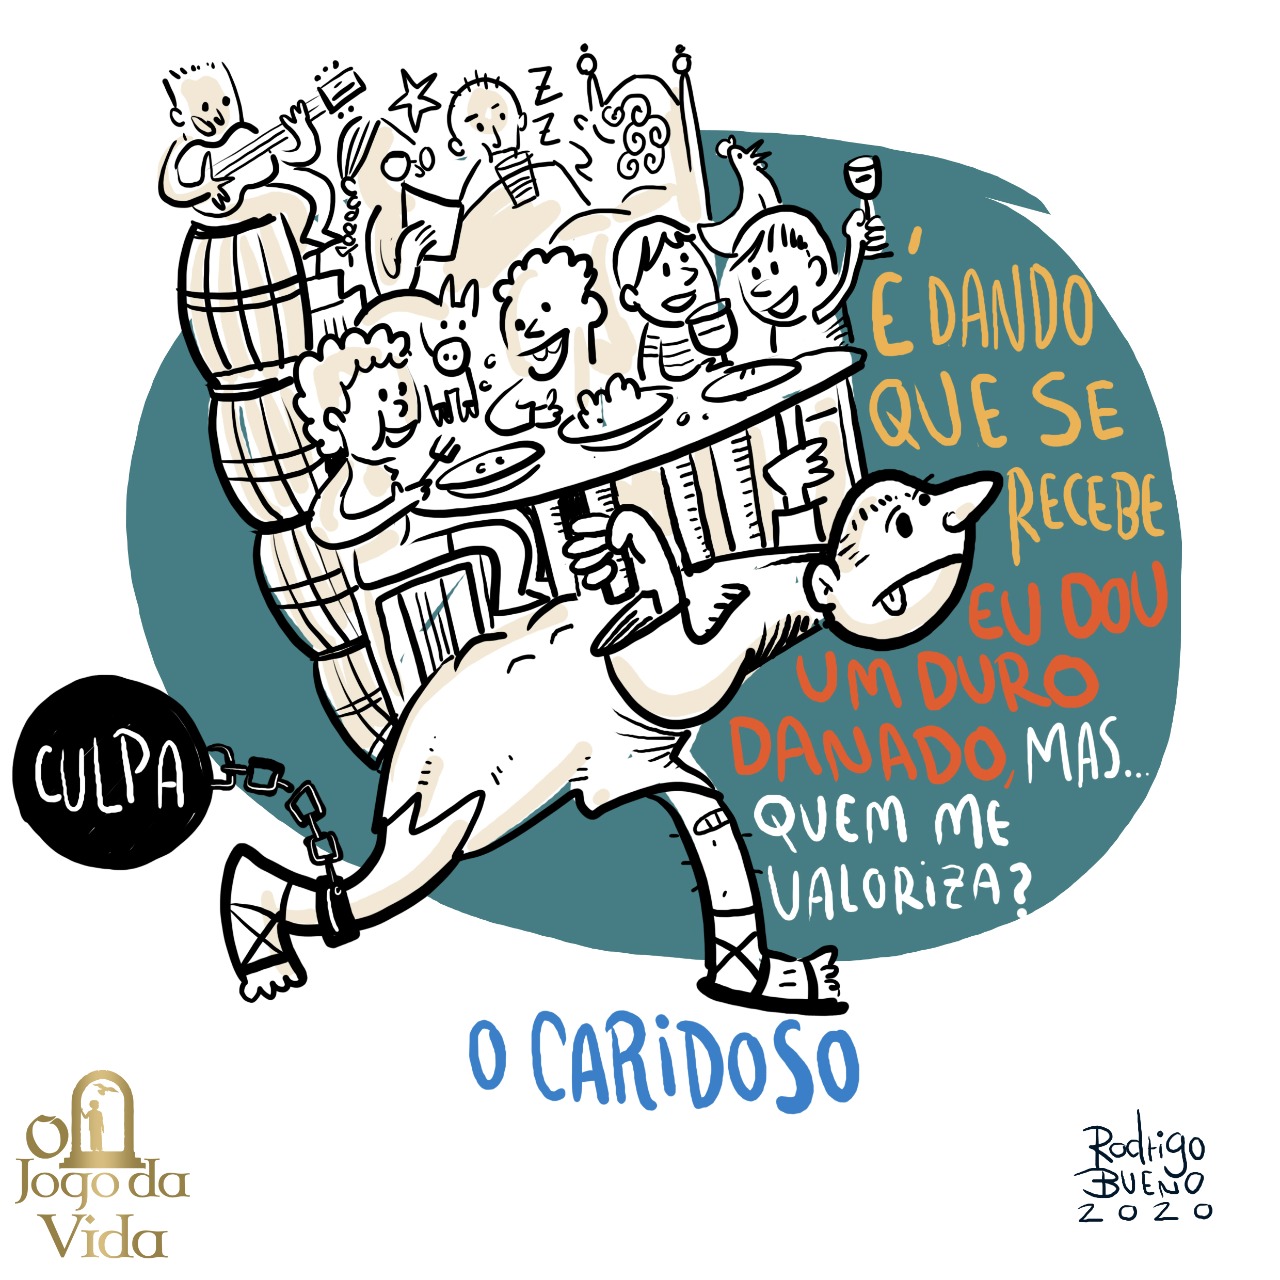 Z
Z
É DANDO
QUE SE
RECEBE
EU DOU
UM DURO
DANADO, MAS...
QUEM ME
VALORIZA?
CULPA
O CARIDOSO
O
Jogo da
Vida
Rodrigo
BUENO
2020